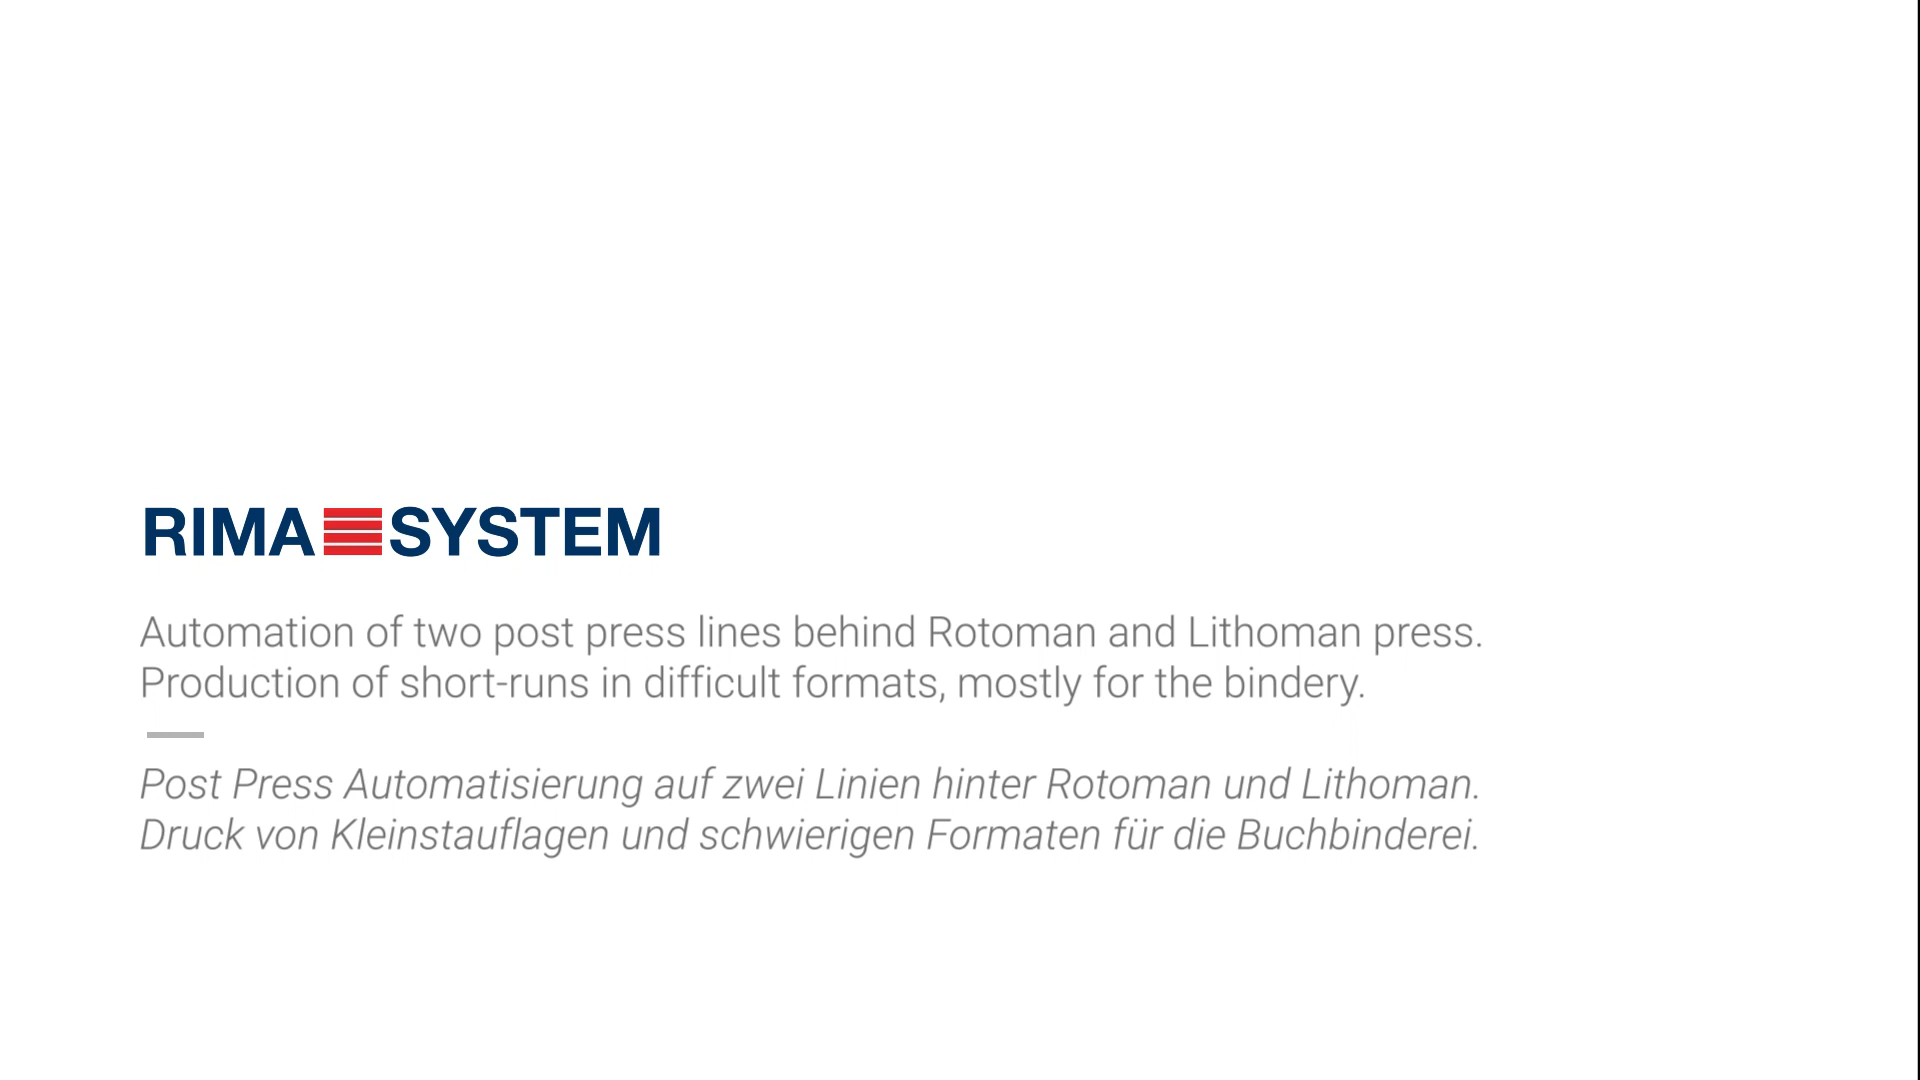 RIMA SYSTEM
Automation of two post press lines behind Rotoman and Lithoman press.
Production of short-runs in difficult formats, mostly for the bindery.
Post Press Automatisierung auf zwei Linien hinter Rotoman und Lithoman.
Druck von Kleinstauflagen und schwierigen Formaten für die Buchbinderei.